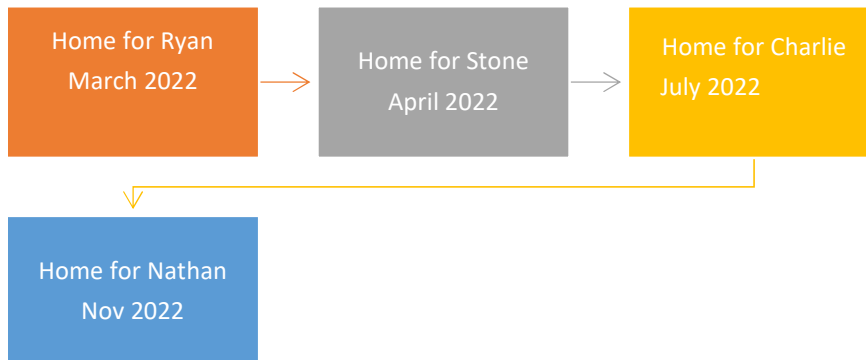 Home for Ryan
March 2022
Home for Stone
April 2022
Home for Charlie
July 2022
Home for Nathan
Nov 2022